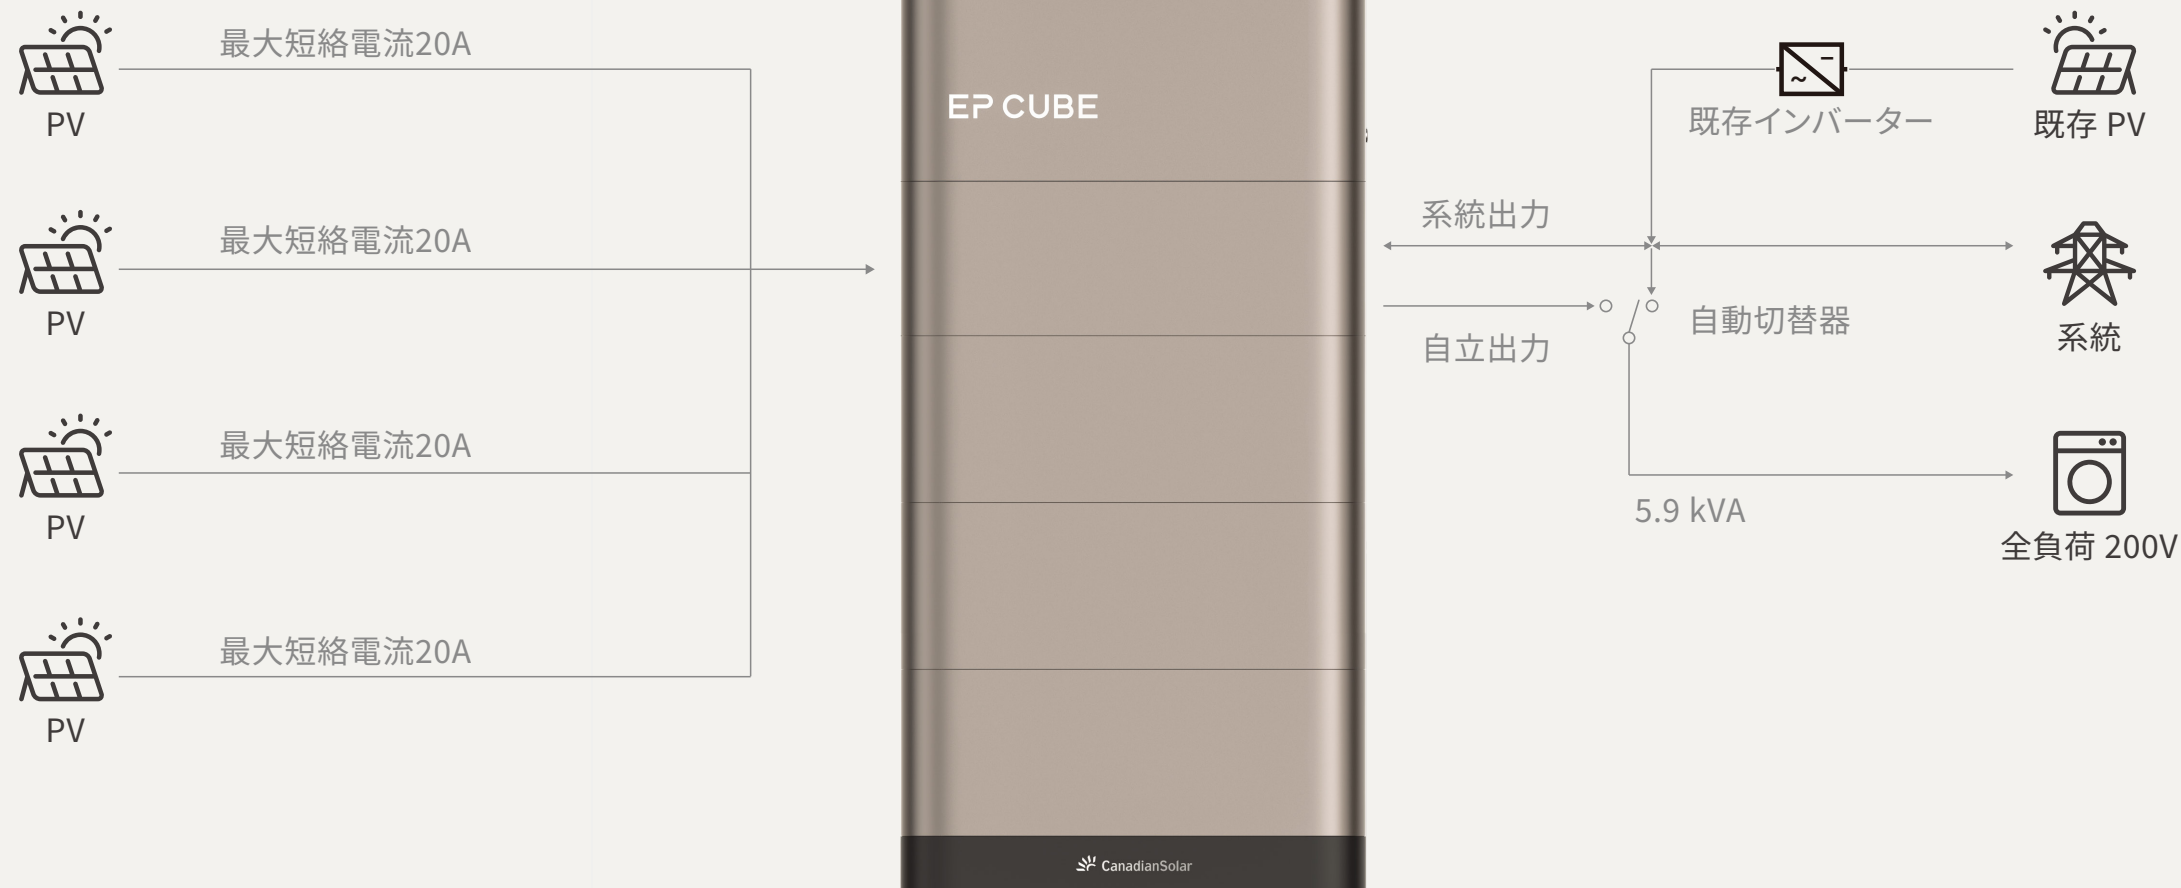 最大短絡電流20A
PV
最大短絡電流20A
PV
最大短絡電流20A
PV
最大短絡電流20A
PV
EP CUBE
CanadianSolar
既存インバーター
既存 PV
系統出力
自立出力
自動切替器
系統
5.9 kVA
全負荷 200V